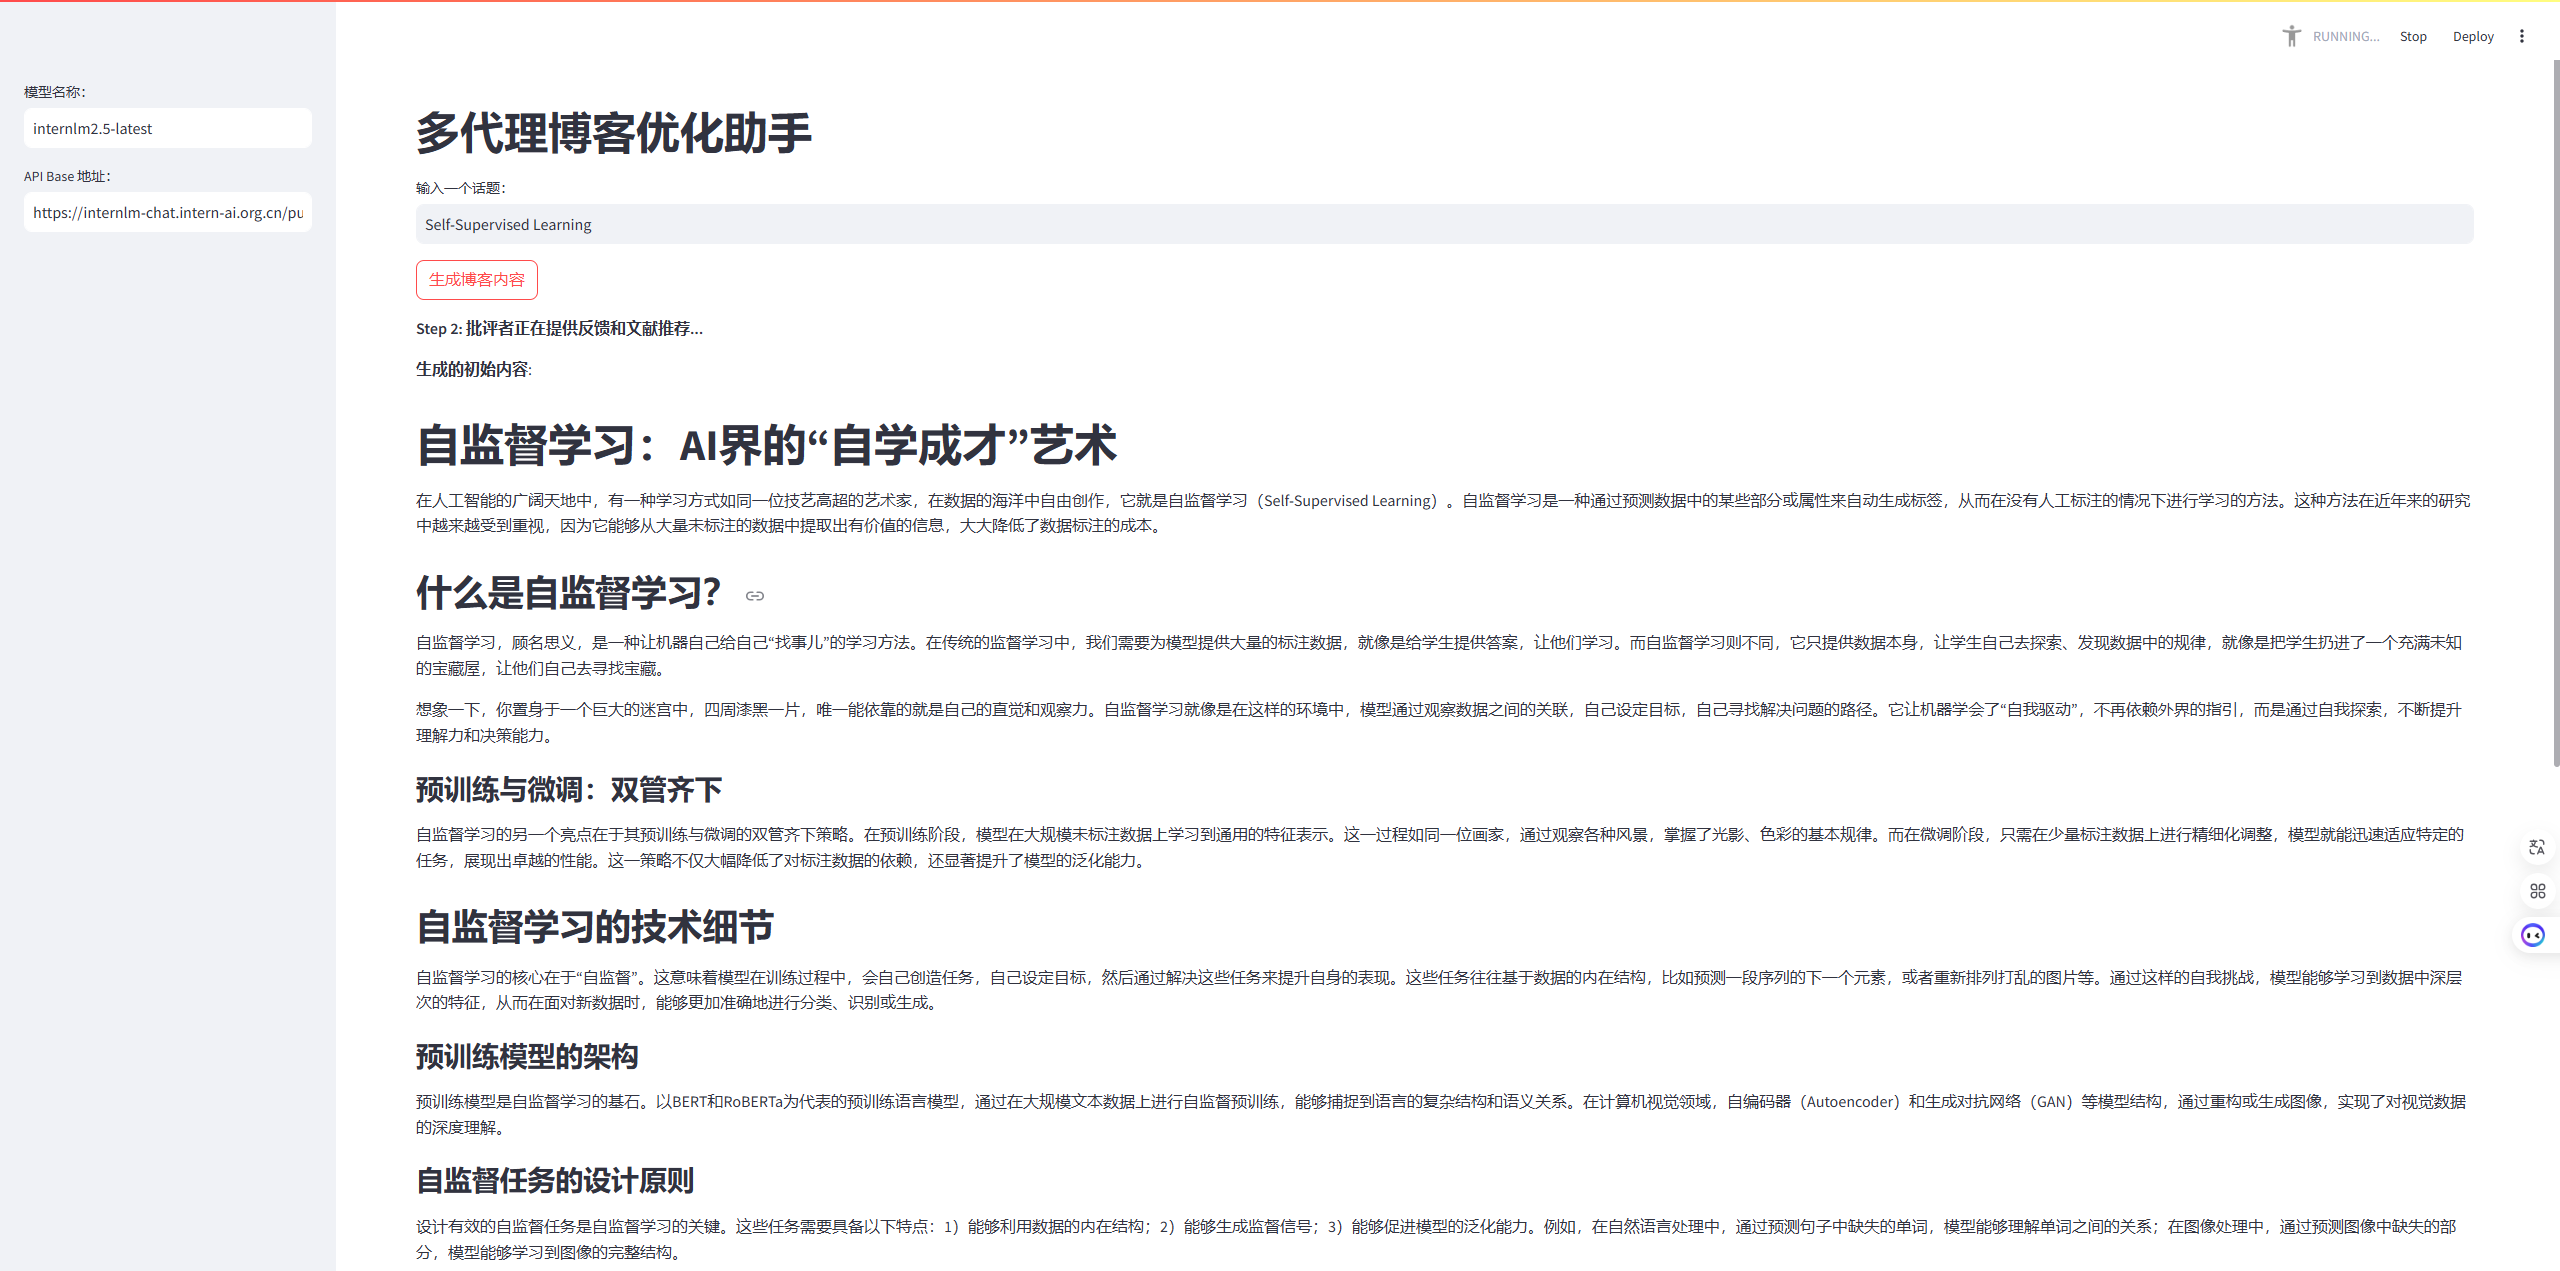 RUNNING...
Stop
Deploy
模型名称：
internlm2.5-latest
API Base 地址：
https://internlm-chat.intern-ai.org.cn/pu
多代理博客优化助手
输入一个话题：
Self-Supervised Learning
生成博客内容
Step 2: 批评者正在提供反馈和文献推荐...
生成的初始内容:
自监督学习：AI界的“自学成才”艺术
在人工智能的广阔天地中，有一种学习方式如同一位技艺高超的艺术家，在数据的海洋中自由创作，它就是自监督学习（Self-Supervised Learning）。自监督学习是一种通过预测数据中的某些部分或属性来自动生成标签，从而在没有人工标注的情况下进行学习的方法。这种方法在近年来的研究
中越来越受到重视，因为它能够从大量未标注的数据中提取出有价值的信息，大大降低了数据标注的成本。
什么是自监督学习？
自监督学习，顾名思义，是一种让机器自己给自己“找事儿”的学习方法。在传统的监督学习中，我们需要为模型提供大量的标注数据，就像是给学生提供答案，让他们学习。而自监督学习则不同，它只提供数据本身，让学生自己去探索、发现数据中的规律，就像是把学生扔进了一个充满未知
的宝藏屋，让他们自己去寻找宝藏。
想象一下，你置身于一个巨大的迷宫中，四周漆黑一片，唯一能依靠的就是自己的直觉和观察力。自监督学习就像是在这样的环境中，模型通过观察数据之间的关联，自己设定目标，自己寻找解决问题的路径。它让机器学会了“自我驱动”，不再依赖外界的指引，而是通过自我探索，不断提升
理解力和决策能力。
预训练与微调：双管齐下
自监督学习的另一个亮点在于其预训练与微调的双管齐下策略。在预训练阶段，模型在大规模未标注数据上学习到通用的特征表示。这一过程如同一位画家，通过观察各种风景，掌握了光影、色彩的基本规律。而在微调阶段，只需在少量标注数据上进行精细化调整，模型就能迅速适应特定的
任务，展现出卓越的性能。这一策略不仅大幅降低了对标注数据的依赖，还显著提升了模型的泛化能力。
自监督学习的技术细节
自监督学习的核心在于“自监督”。这意味着模型在训练过程中，会自己创造任务，自己设定目标，然后通过解决这些任务来提升自身的表现。这些任务往往基于数据的内在结构，比如预测一段序列的下一个元素，或者重新排列打乱的图片等。通过这样的自我挑战，模型能够学习到数据中深层
次的特征，从而在面对新数据时，能够更加准确地进行分类、识别或生成。
预训练模型的架构
预训练模型是自监督学习的基石。以BERT和RoBERTa为代表的预训练语言模型，通过在大规模文本数据上进行自监督预训练，能够捕捉到语言的复杂结构和语义关系。在计算机视觉领域，自编码器（Autoencoder）和生成对抗网络（GAN）等模型结构，通过重构或生成图像，实现了对视觉数据
的深度理解。
自监督任务的设计原则
设计有效的自监督任务是自监督学习的关键。这些任务需要具备以下特点：1）能够利用数据的内在结构；2）能够生成监督信号；3）能够促进模型的泛化能力。例如，在自然语言处理中，通过预测句子中缺失的单词，模型能够理解单词之间的关系；在图像处理中，通过预测图像中缺失的部
分，模型能够学习到图像的完整结构。